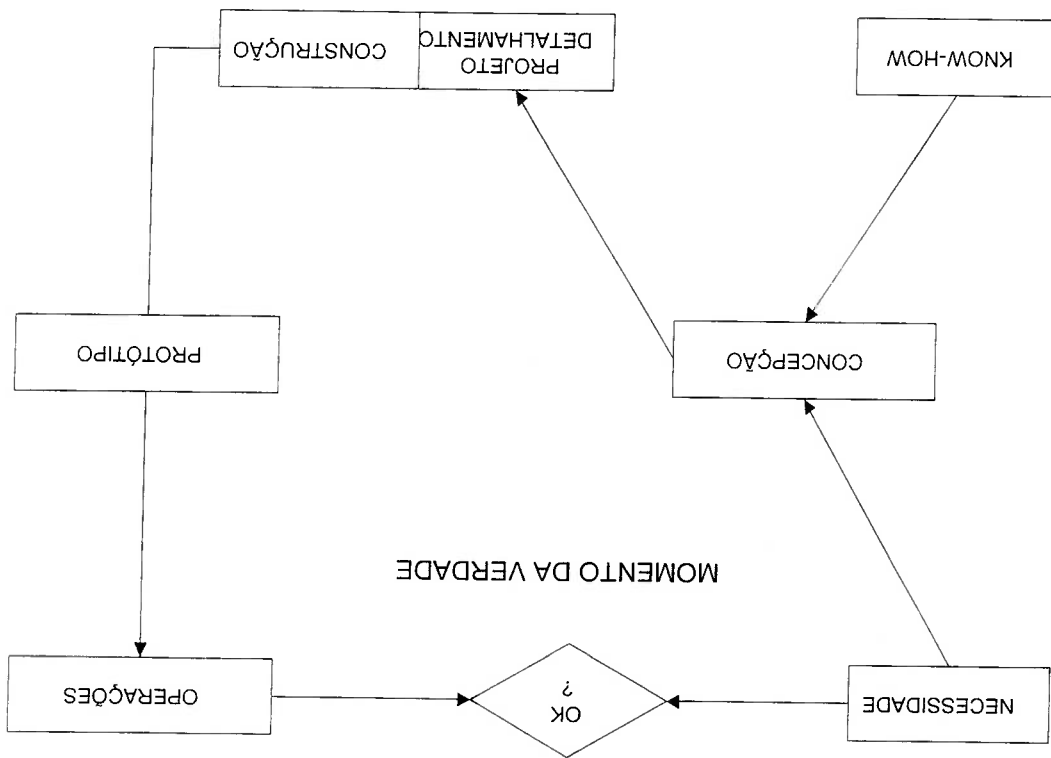 NECESSIDADE
OK
?
OPERAÇÕES
MOMENTO DA VERDADE
CONCEPÇÃO
PROTÓTIPO
KNOW-HOW
PROJETO
DETALHAMENTO
CONSTRUÇÃO